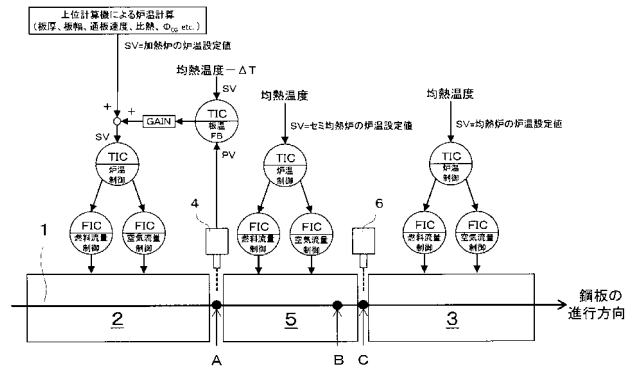 上位計算機による炉温計算
(板厚、板幅、通板速度、比熱、Φcg etc.)
SV=加熱炉の炉温設定値
均熱温度－ΔT
SV
均熱温度
均熱温度
SV=セミ均熱炉の炉温設定値
SV=均熱炉の炉温設定値
+
+
GAIN
TIC
板温
FB
SV
PV
TIC
炉温
制御
TIC
炉温
制御
TIC
炉温
制御
4
6
FIC
燃料流量
制御
FIC
空気流量
制御
FIC
燃料流量
制御
FIC
空気流量
制御
FIC
燃料流量
制御
FIC
空気流量
制御
1
2
5
3
鋼板の
進行方向
A
B
C